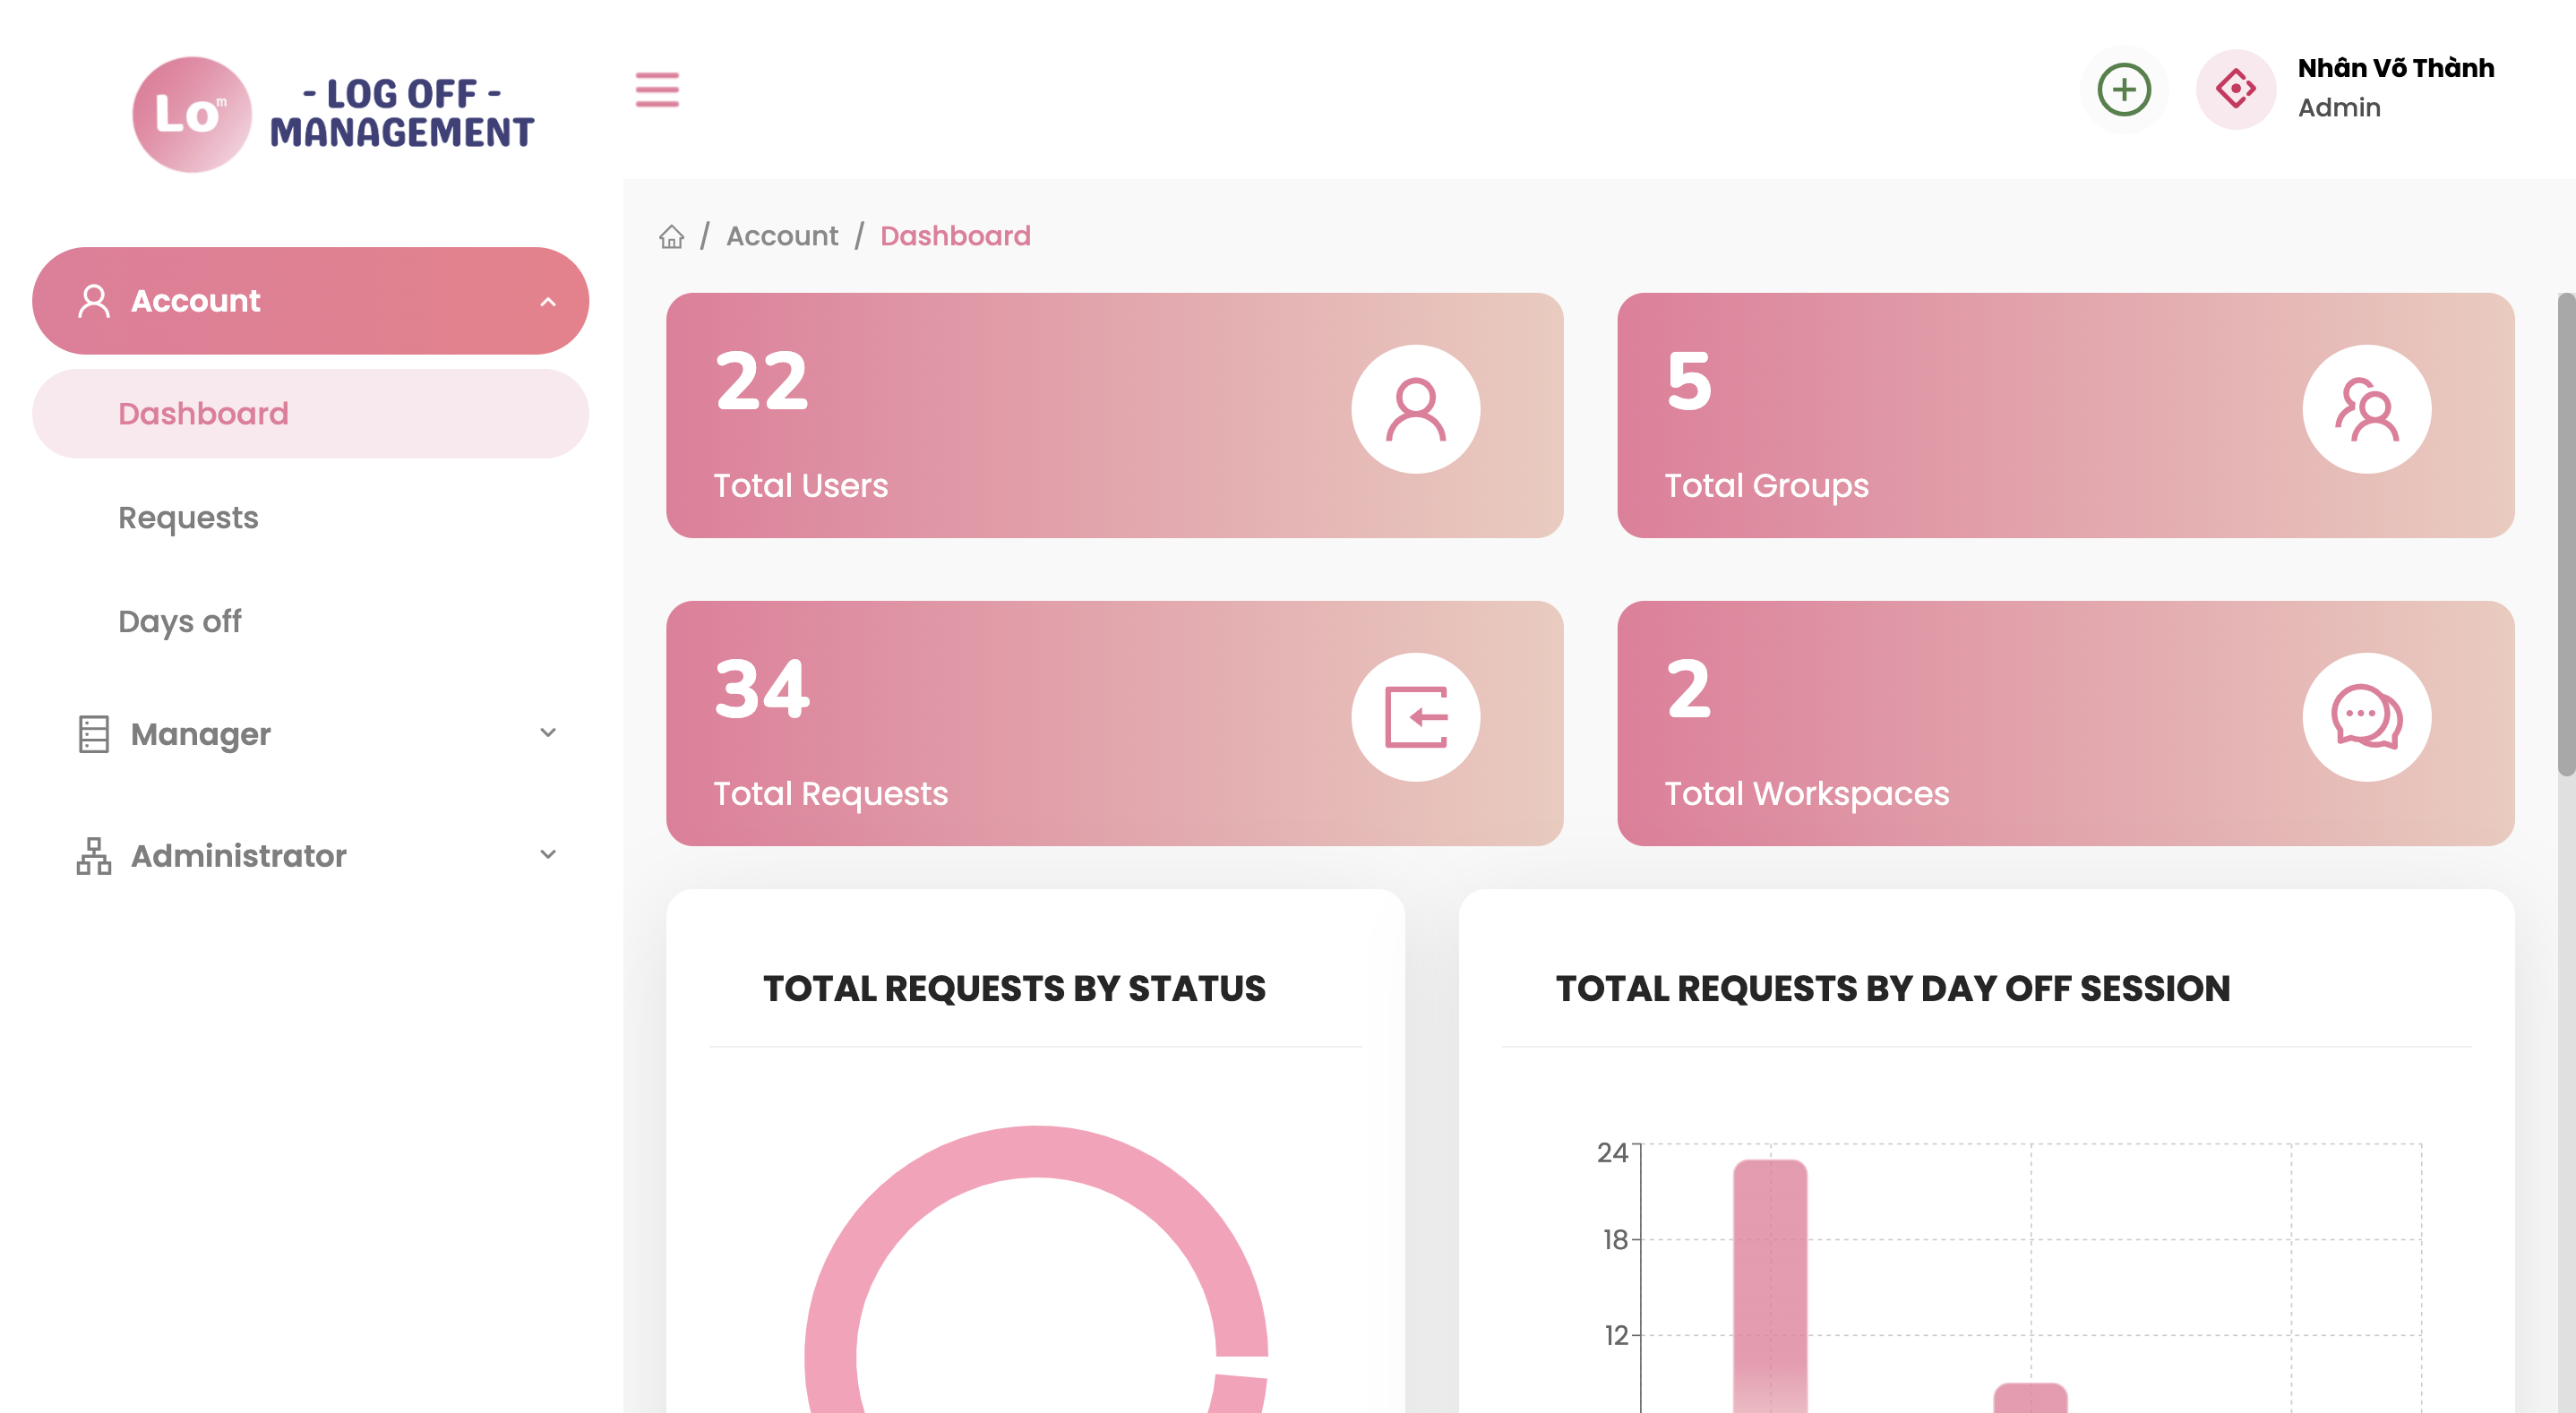 Lo m
- LOG OFF -
MANAGEMENT
Nhân Võ Thành
Admin
/ Account / Dashboard
Account
Dashboard
Requests
Days off
Manager
Administrator
22
Total Users
5
Total Groups
34
Total Requests
2
Total Workspaces
TOTAL REQUESTS BY STATUS
TOTAL REQUESTS BY DAY OFF SESSION
24
18
12